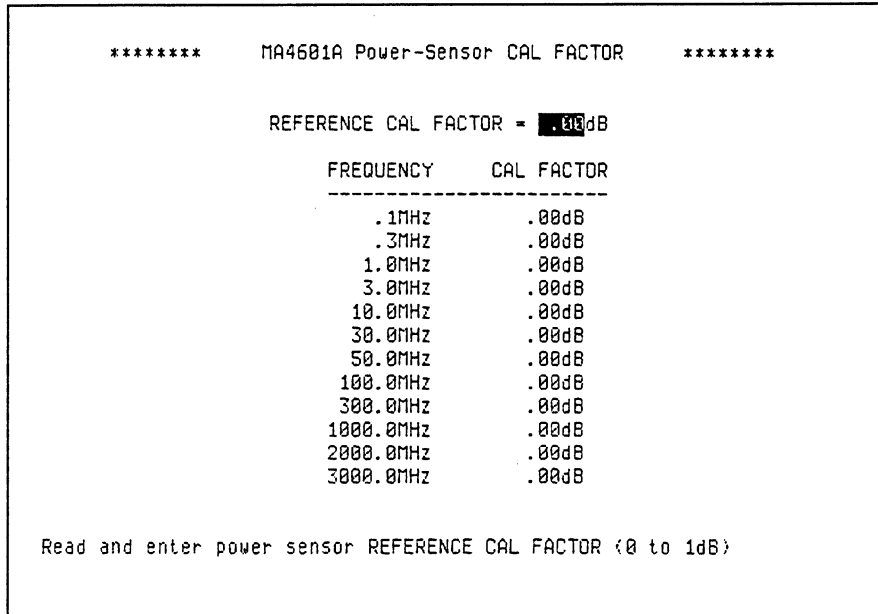 ******** MA4601A Power-Sensor CAL FACTOR ********
REFERENCE CAL FACTOR = .00dB
FREQUENCY CAL FACTOR
------------------------
.1MHz .00dB
.3MHz .00dB
1.0MHz .00dB
3.0MHz .00dB
10.0MHz .00dB
30.0MHz .00dB
50.0MHz .00dB
100.0MHz .00dB
300.0MHz .00dB
1000.0MHz .00dB
2000.0MHz .00dB
3000.0MHz .00dB
Read and enter power sensor REFERENCE CAL FACTOR (0 to 1dB)